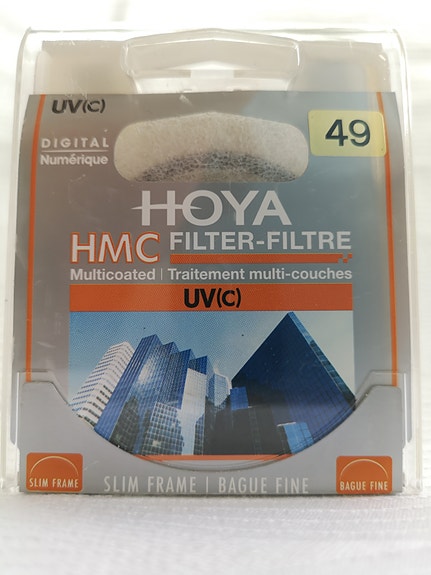 UV(C)
49
DIGITAL
Numérique
HOYA
HMC FILTER-FILTRE
Multicoated | Traitement multi-couches
UV(C)
SLIM FRAME
SLIM FRAME | BAGUE FINE
BAGUE FINE